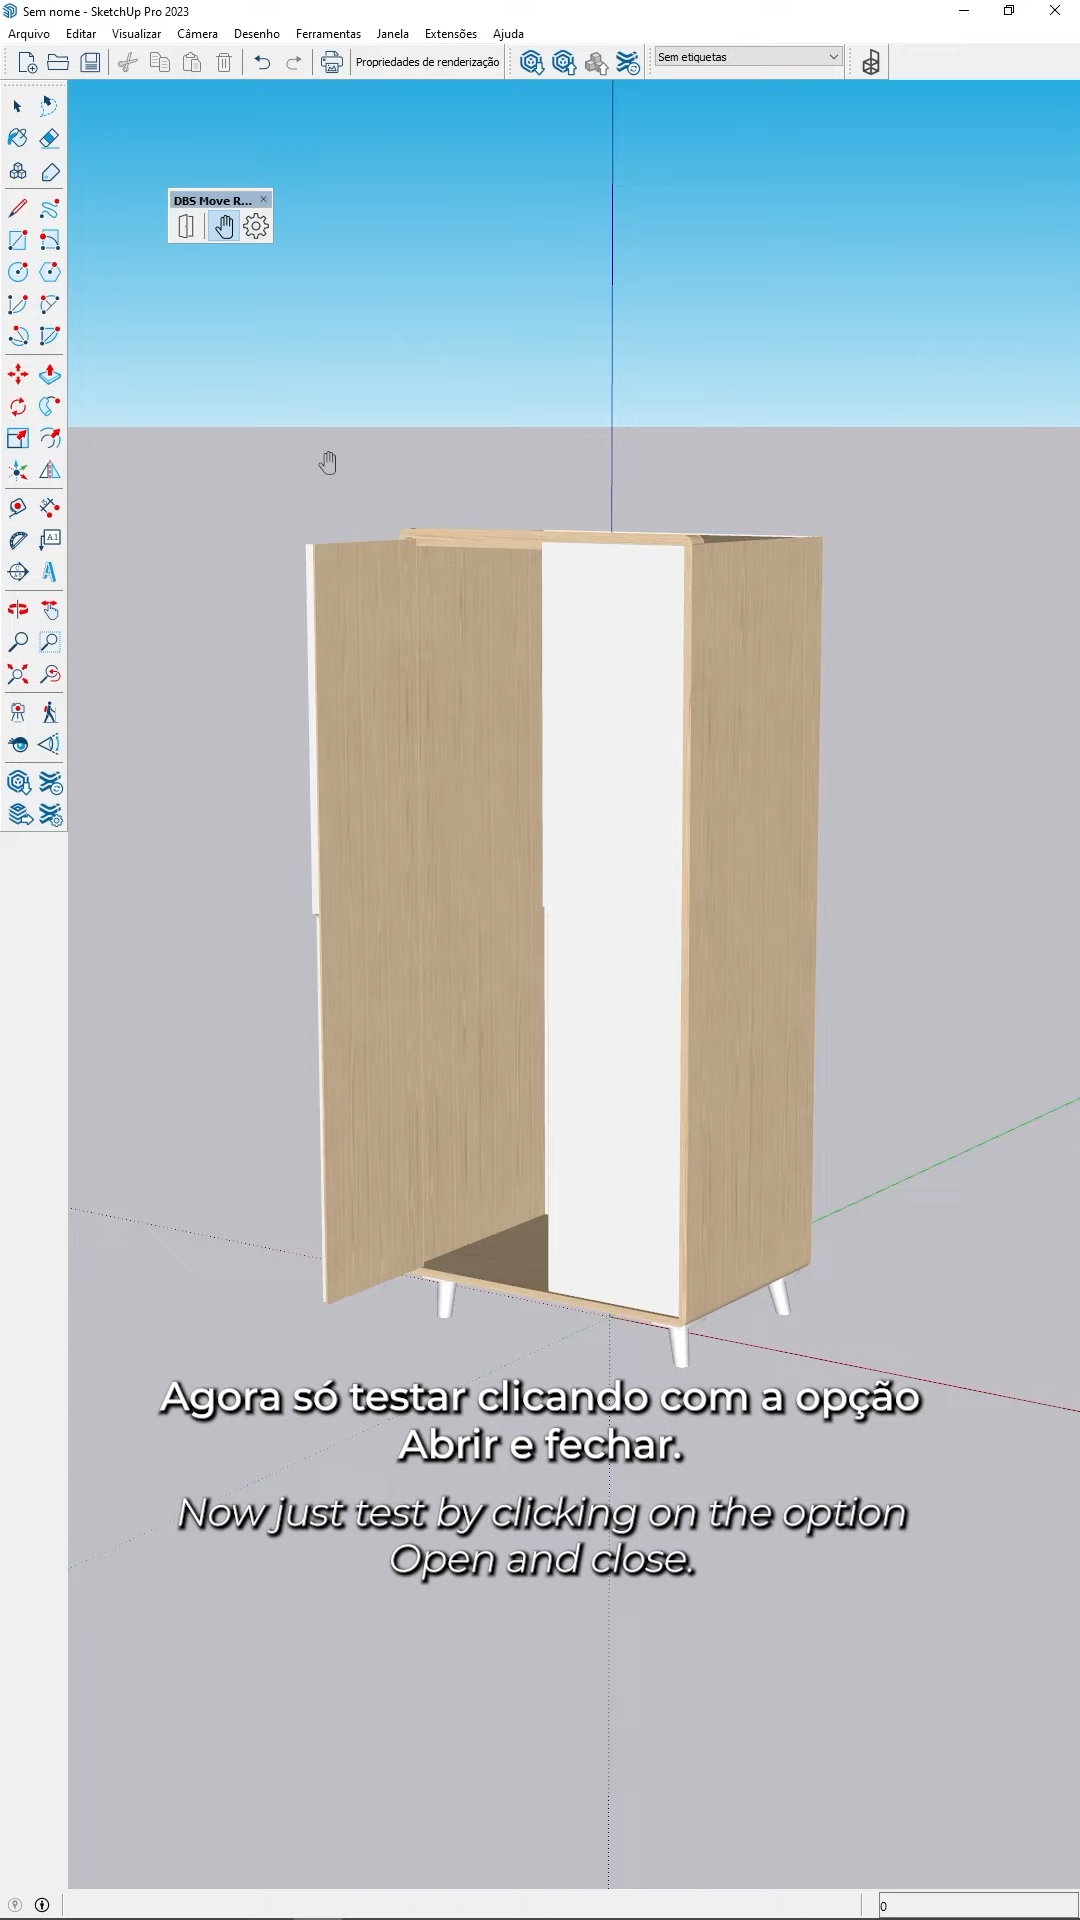 Sem nome - SketchUp Pro 2023
Arquivo Editar Visualizar Câmera Desenho Ferramentas Janela Extensões Ajuda
Propriedades de renderização Sem etiquetas
DBS Move R...
A1
Agora só testar clicando com a opção
Abrir e fechar.
Now just test by clicking on the option
Open and close.
0